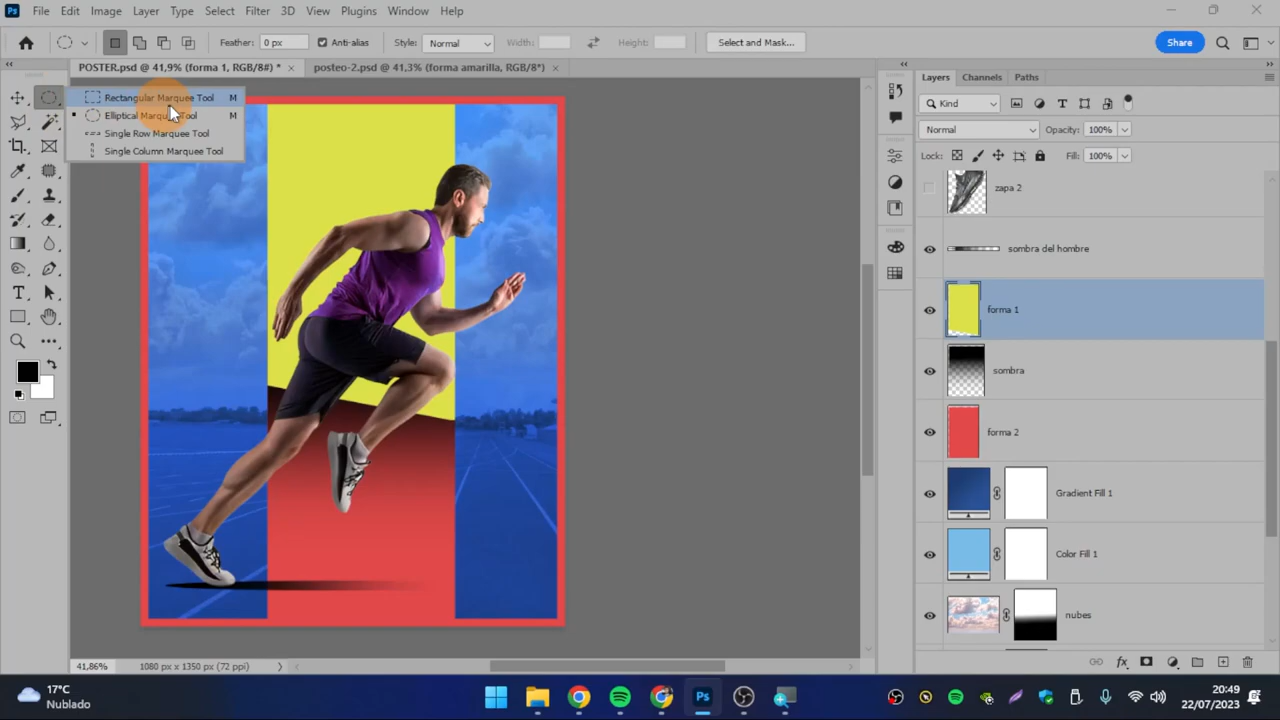 Ps File Edit Image Layer Type Select Filter 3D View Plugins Window Help
Feather: 0 px Anti-alias Style: Normal Width: Height: Select and Mask... Share
POSTER.psd @ 41,9% (forma 1, RGB/8#) * posteo-2.psd @ 41,3% (forma amarilla, RGB/8*)
Rectangular Marquee Tool M
Elliptical Marquee Tool M
Single Row Marquee Tool
Single Column Marquee Tool
Layers Channels Paths
Kind
Normal Opacity: 100%
Lock: Fill: 100%
zapa 2
sombra del hombre
forma 1
sombra
forma 2
Gradient Fill 1
Color Fill 1
nubes
41,86% 1080 px x 1350 px (72 ppi)
17°C
Nublado
Ps
20:49
22/07/2023